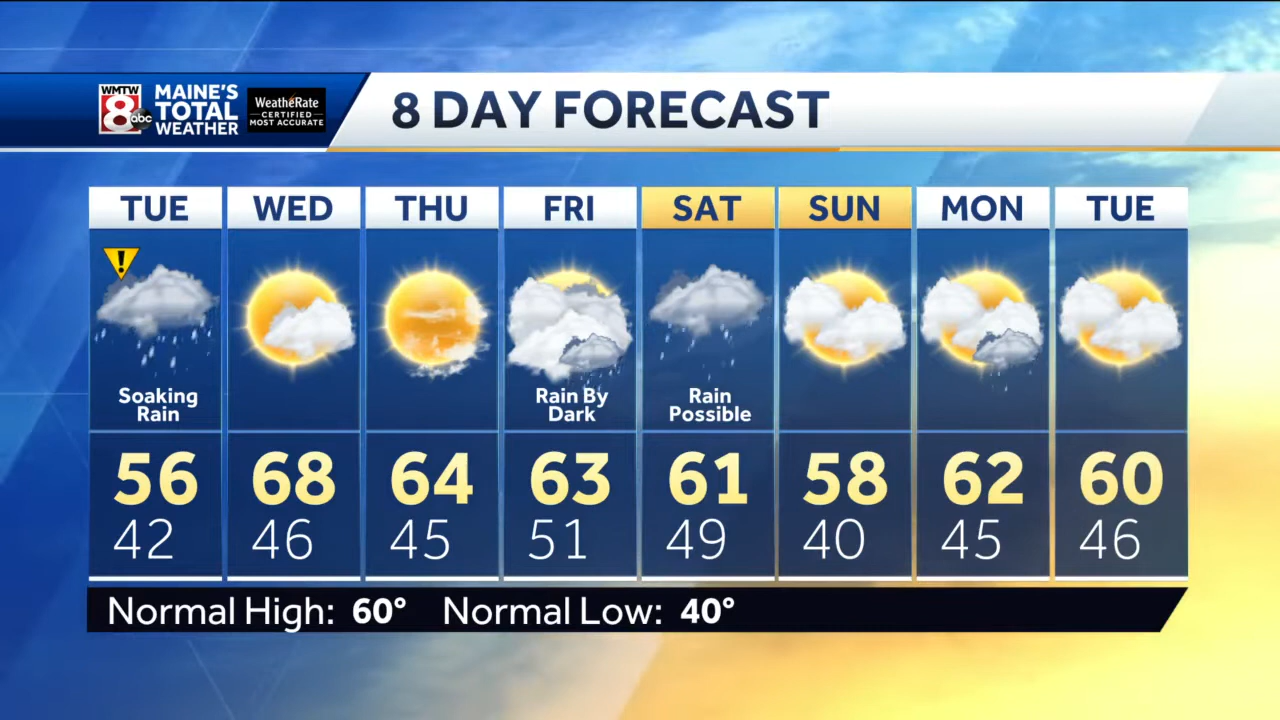 WMTW
8
abc
MAINE'S
TOTAL
WEATHER
WeatheRate
CERTIFIED
MOST ACCURATE
8 DAY FORECAST
TUE WED THU FRI SAT SUN MON TUE
!
Soaking Rain By Rain
Rain Dark Possible
56 68 64 63 61 58 62 60
42 46 45 51 49 40 45 46
Normal High: 60° Normal Low: 40°